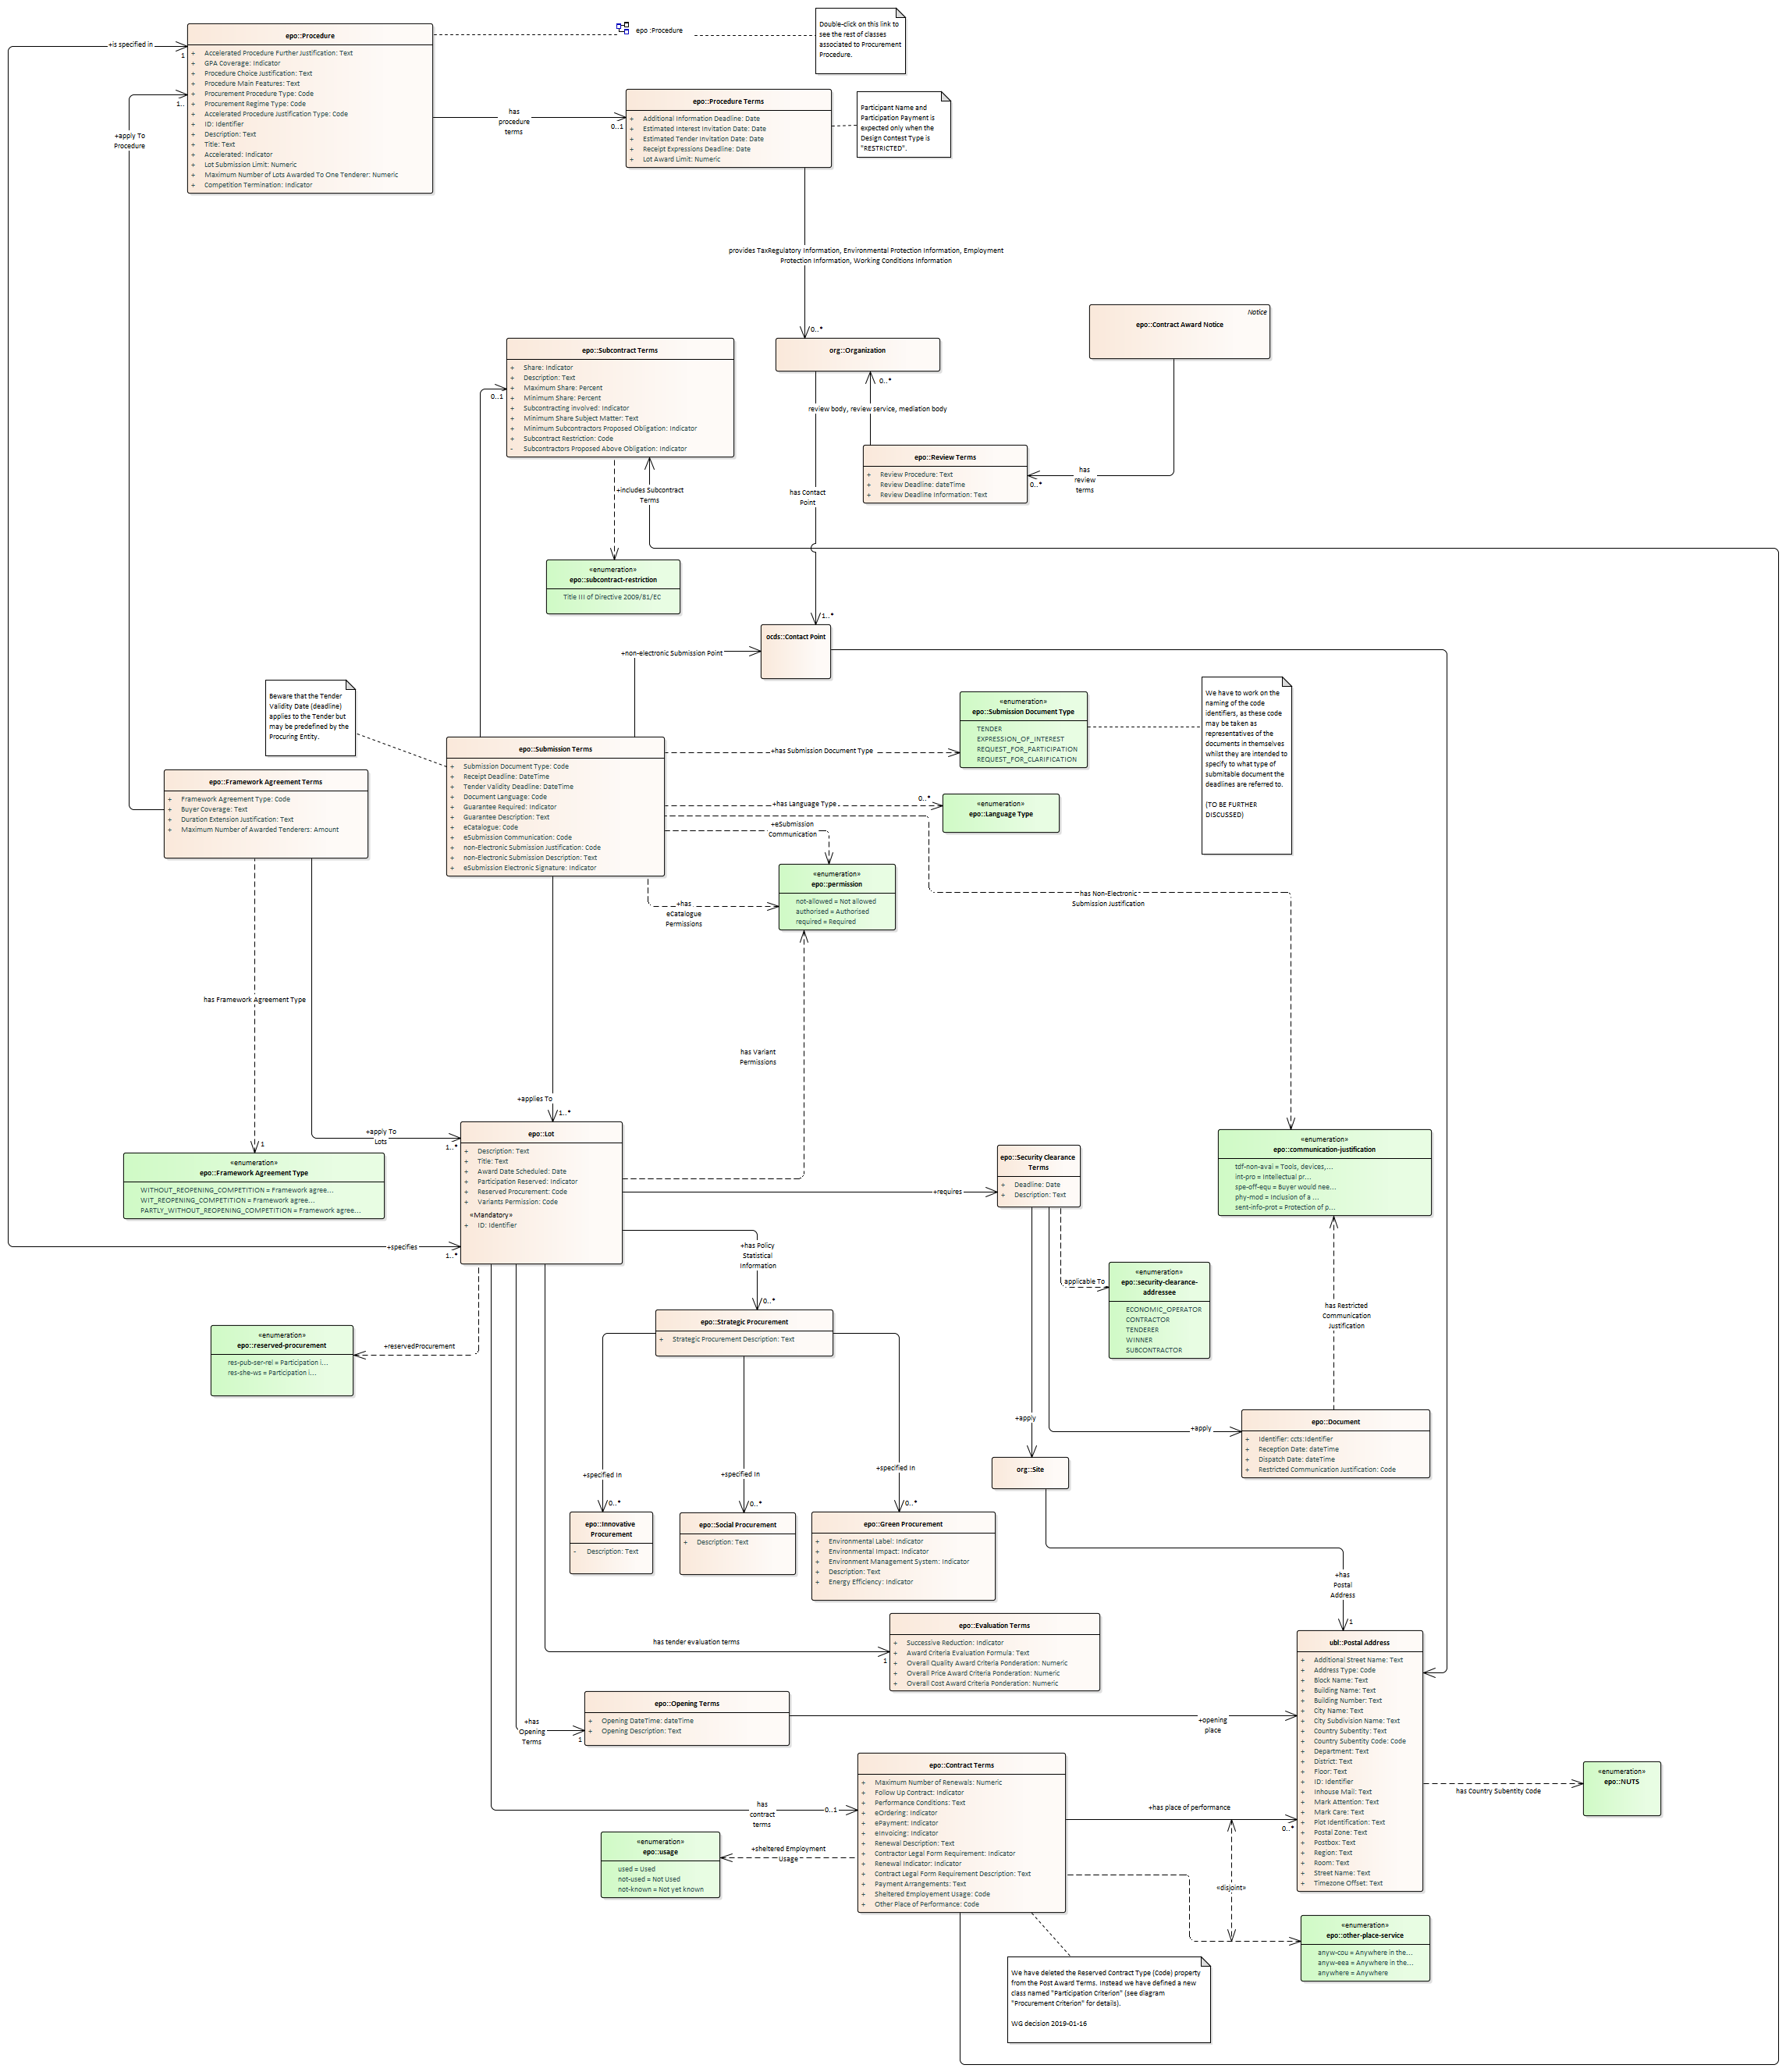 epo::Procedure
+ Accelerated Procedure Further Justification: Text
+ GPA Coverage: Indicator
+ Procedure Choice Justification: Text
+ Procedure Main Features: Text
+ Procurement Procedure Type: Code
+ Procurement Regime Type: Code
+ Accelerated Procedure Justification Type: Code
+ ID: Identifier
+ Description: Text
+ Title: Text
+ Accelerated: Indicator
+ Lot Submission Limit: Numeric
+ Maximum Number of Lots Awarded To One Tenderer: Numeric
+ Competition Termination: Indicator
+is specified in
1
1..
+apply To
Procedure
epo :Procedure
Double-click on this link to
see the rest of classes
associated to Procurement
Procedure.
has
procedure
terms
0..1
epo::Procedure Terms
+ Additional Information Deadline: Date
+ Estimated Interest Invitation Date: Date
+ Estimated Tender Invitation Date: Date
+ Receipt Expressions Deadline: Date
+ Lot Award Limit: Numeric
Participant Name and
Participation Payment is
expected only when the
Design Contest Type is
"RESTRICTED".
provides TaxRegulatory Information, Environmental Protection Information, Employment
Protection Information, Working Conditions Information
0..*
org::Organization
0..*
Notice
epo::Contract Award Notice
review body, review service, mediation body
epo::Review Terms
+ Review Procedure: Text
+ Review Deadline: dateTime
+ Review Deadline Information: Text
has
review
terms
0..*
epo::Subcontract Terms
+ Share: Indicator
+ Description: Text
+ Maximum Share: Percent
+ Minimum Share: Percent
+ Subcontracting involved: Indicator
+ Minimum Share Subject Matter: Text
+ Minimum Subcontractors Proposed Obligation: Indicator
+ Subcontract Restriction: Code
- Subcontractors Proposed Above Obligation: Indicator
0..1
+includes Subcontract
Terms
has Contact
Point
«enumeration»
epo::subcontract-restriction
Title III of Directive 2009/81/EC
1..*
ocds::Contact Point
+non-electronic Submission Point
Beware that the Tender
Validity Date (deadline)
applies to the Tender but
may be predefined by the
Procuring Entity.
epo::Submission Terms
+ Submission Document Type: Code
+ Receipt Deadline: DateTime
+ Tender Validity Deadline: DateTime
+ Document Language: Code
+ Guarantee Required: Indicator
+ Guarantee Description: Text
+ eCatalogue: Code
+ eSubmission Communication: Code
+ non-Electronic Submission Justification: Code
+ non-Electronic Submission Description: Text
+ eSubmission Electronic Signature: Indicator
+has Submission Document Type
«enumeration»
epo::Submission Document Type
TENDER
EXPRESSION_OF_INTEREST
REQUEST_FOR_PARTICIPATION
REQUEST_FOR_CLARIFICATION
We have to work on the
naming of the code
identifiers, as these code
may be taken as
representatives of the
documents in themselves
whilst they are intended to
specify to what type of
submitable document the
deadlines are referred to.
(TO BE FURTHER
DISCUSSED)
+has Language Type
0..*
«enumeration»
epo::Language Type
+eSubmission
Communication
«enumeration»
epo::permission
not-allowed = Not allowed
authorised = Authorised
required = Required
+has
eCatalogue
Permissions
has Non-Electronic
Submission Justification
epo::Framework Agreement Terms
+ Framework Agreement Type: Code
+ Buyer Coverage: Text
+ Duration Extension Justification: Text
+ Maximum Number of Awarded Tenderers: Amount
has Framework Agreement Type
1
«enumeration»
epo::Framework Agreement Type
WITHOUT_REOPENING_COMPETITION = Framework agree...
WIT_REOPENING_COMPETITION = Framework agree...
PARTLY_WITHOUT_REOPENING_COMPETITION = Framework agree...
+apply To
Lots
1..*
+applies To
1..*
has Variant
Permissions
epo::Lot
+ Description: Text
+ Title: Text
+ Award Date Scheduled: Date
+ Participation Reserved: Indicator
+ Reserved Procurement: Code
+ Variants Permission: Code
«Mandatory»
+ ID: Identifier
+specifies
1..*
+requires
epo::Security Clearance
Terms
+ Deadline: Date
+ Description: Text
«enumeration»
epo::communication-justification
tdf-non-avai = Tools, devices,...
int-pro = Intellectual pr...
spe-off-equ = Buyer would nee...
phy-mod = Inclusion of a ...
sent-info-prot = Protection of p...
+has Policy
Statistical
Information
0..*
applicable To
«enumeration»
epo::security-clearance-
addressee
ECONOMIC_OPERATOR
CONTRACTOR
TENDERER
WINNER
SUBCONTRACTOR
has Restricted
Communication
Justification
«enumeration»
epo::reserved-procurement
res-pub-ser-rel = Participation i...
res-she-ws = Participation i...
+reservedProcurement
epo::Strategic Procurement
+ Strategic Procurement Description: Text
+specified In
0..*
+specified In
0..*
+specified In
0..*
+apply
+apply
epo::Document
+ Identifier: ccts:Identifier
+ Reception Date: dateTime
+ Dispatch Date: dateTime
+ Restricted Communication Justification: Code
org::Site
epo::Innovative
Procurement
- Description: Text
epo::Social Procurement
+ Description: Text
epo::Green Procurement
+ Environmental Label: Indicator
+ Environmental Impact: Indicator
+ Environment Management System: Indicator
+ Description: Text
+ Energy Efficiency: Indicator
+has
Postal
Address
1
has tender evaluation terms
1
epo::Evaluation Terms
+ Successive Reduction: Indicator
+ Award Criteria Evaluation Formula: Text
+ Overall Quality Award Criteria Ponderation: Numeric
+ Overall Price Award Criteria Ponderation: Numeric
+ Overall Cost Award Criteria Ponderation: Numeric
ubl::Postal Address
+ Additional Street Name: Text
+ Address Type: Code
+ Block Name: Text
+ Building Name: Text
+ Building Number: Text
+ City Name: Text
+ City Subdivision Name: Text
+ Country Subentity: Text
+ Country Subentity Code: Code
+ Department: Text
+ District: Text
+ Floor: Text
+ ID: Identifier
+ Inhouse Mail: Text
+ Mark Attention: Text
+ Mark Care: Text
+ Plot Identification: Text
+ Postal Zone: Text
+ Postbox: Text
+ Region: Text
+ Room: Text
+ Street Name: Text
+ Timezone Offset: Text
+has
Opening
Terms
1
epo::Opening Terms
+ Opening DateTime: dateTime
+ Opening Description: Text
+opening
place
has Country Subentity Code
«enumeration»
epo::NUTS
has
contract
terms
0..1
epo::Contract Terms
+ Maximum Number of Renewals: Numeric
+ Follow Up Contract: Indicator
+ Performance Conditions: Text
+ eOrdering: Indicator
+ ePayment: Indicator
+ eInvoicing: Indicator
+ Renewal Description: Text
+ Contractor Legal Form Requirement: Indicator
+ Renewal Indicator: Indicator
+ Contract Legal Form Requirement Description: Text
+ Payment Arrangements: Text
+ Sheltered Employement Usage: Code
+ Other Place of Performance: Code
+has place of performance
0..*
«disjoint»
+sheltered Employment
Usage
«enumeration»
epo::usage
used = Used
not-used = Not Used
not-known = Not yet known
«enumeration»
epo::other-place-service
anyw-cou = Anywhere in the...
anyw-eea = Anywhere in the...
anywhere = Anywhere
We have deleted the Reserved Contract Type (Code) property
from the Post Award Terms. Instead we have defined a new
class named "Participation Criterion" (see diagram
"Procurement Criterion" for details).
WG decision 2019-01-16